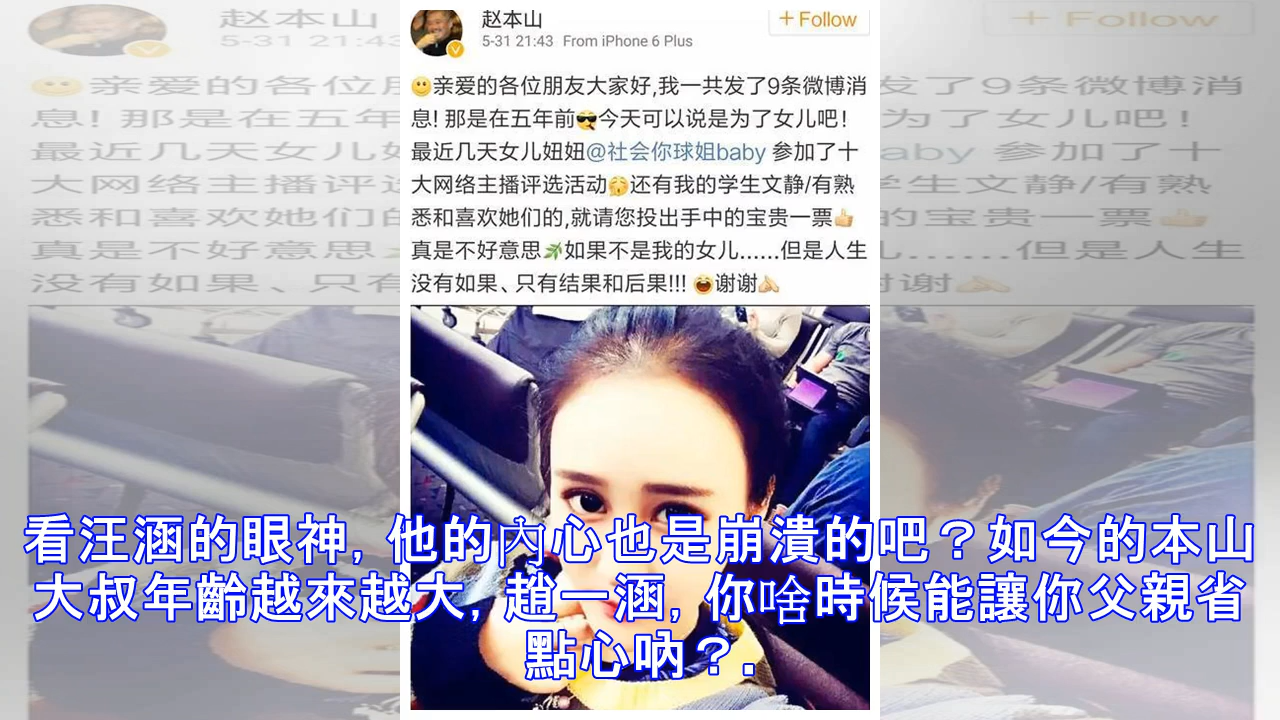 赵本山
+ Follow
5-31 21:43 From iPhone 6 Plus
亲爱的各位朋友大家好,我一共发了9条微博消
息! 那是在五年前今天可以说是为了女儿吧!
最近几天女儿妞妞@社会你球姐baby 参加了十
大网络主播评选活动还有我的学生文静/有熟
悉和喜欢她们的,就请您投出手中的宝贵一票
真是不好意思如果不是我的女儿......但是人生
没有如果、只有结果和后果!!! 谢谢
看汪涵的眼神, 他的內心也是崩潰的吧？如今的本山
大叔年齡越來越大, 趙一涵, 你啥時候能讓你父親省
點心吶？.